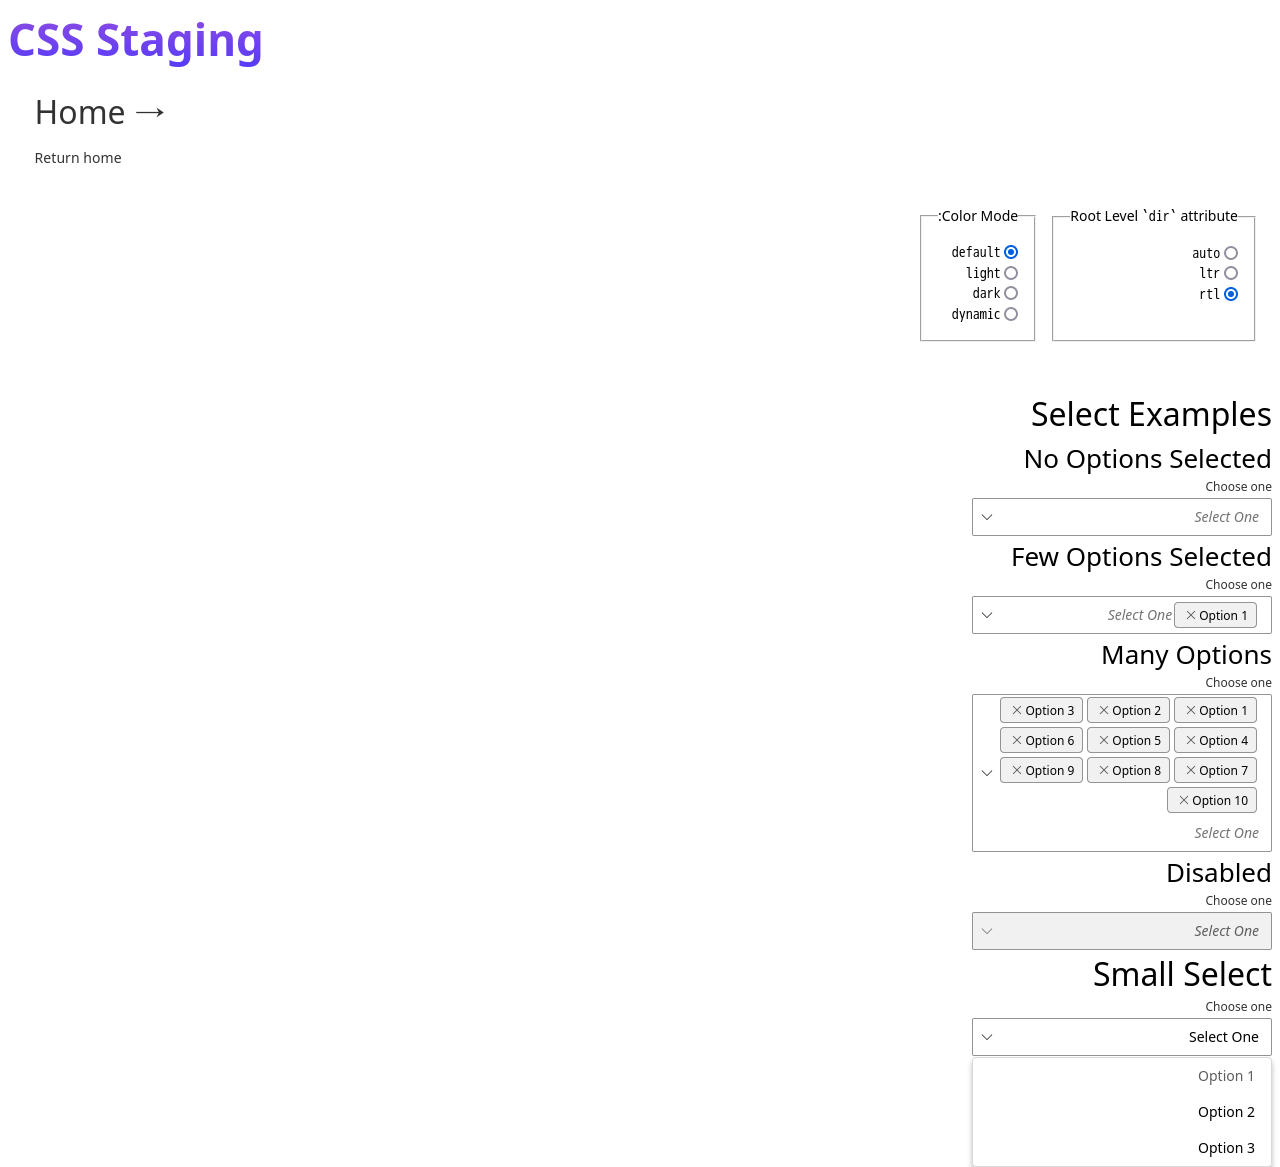 CSS Staging
Home →
Return home
:Color Mode
default
light
dark
dynamic
Root Level `dir` attribute
auto
ltr
rtl
Select Examples
No Options Selected
Choose one
Select One
Few Options Selected
Choose one
Select One Option 1
Many Options
Choose one
Option 3 Option 2 Option 1
Option 6 Option 5 Option 4
Option 9 Option 8 Option 7
Option 10
Select One
Disabled
Choose one
Select One
Small Select
Choose one
Select One
Option 1
Option 2
Option 3